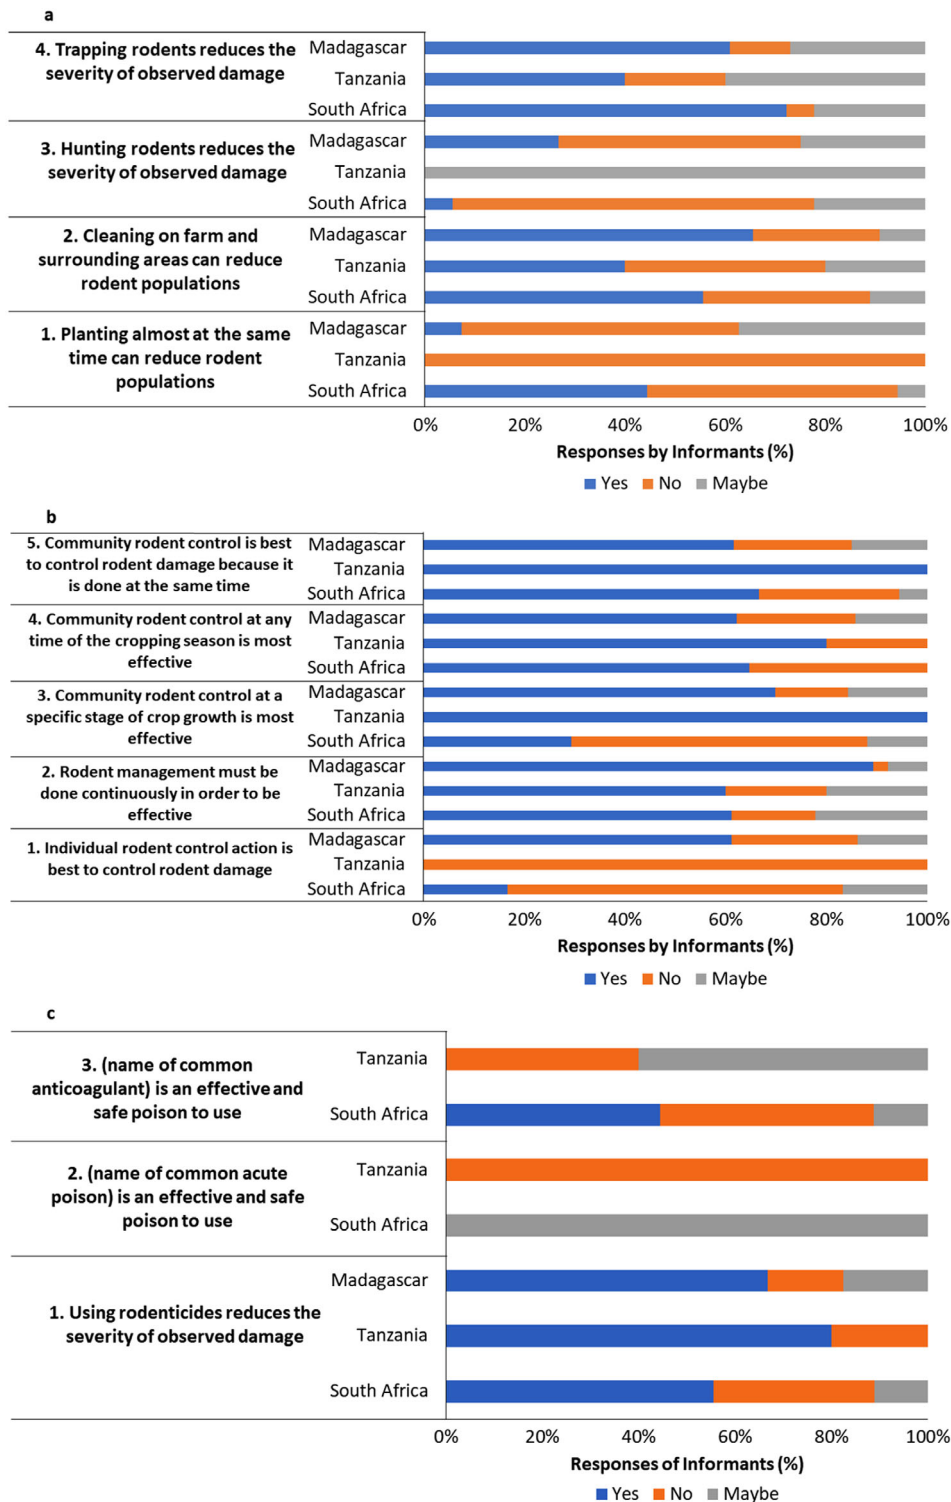 a
4. Trapping rodents reduces the
severity of observed damage
Madagascar
Tanzania
South Africa
3. Hunting rodents reduces the
severity of observed damage
Madagascar
Tanzania
South Africa
2. Cleaning on farm and
surrounding areas can reduce
rodent populations
Madagascar
Tanzania
South Africa
1. Planting almost at the same
time can reduce rodent
populations
Madagascar
Tanzania
South Africa
0% 20% 40% 60% 80% 100%
Responses by Informants (%)
Yes No Maybe
b
5. Community rodent control is best
to control rodent damage because it
is done at the same time
Madagascar
Tanzania
South Africa
4. Community rodent control at any
time of the cropping season is most
effective
Madagascar
Tanzania
South Africa
3. Community rodent control at a
specific stage of crop growth is most
effective
Madagascar
Tanzania
South Africa
2. Rodent management must be
done continuously in order to be
effective
Madagascar
Tanzania
South Africa
1. Individual rodent control action is
best to control rodent damage
Madagascar
Tanzania
South Africa
0% 20% 40% 60% 80% 100%
Responses by Informants (%)
Yes No Maybe
c
3. (name of common
anticoagulant) is an effective and
safe poison to use
Tanzania
South Africa
2. (name of common acute
poison) is an effective and safe
poison to use
Tanzania
South Africa
1. Using rodenticides reduces the
severity of observed damage
Madagascar
Tanzania
South Africa
0% 20% 40% 60% 80% 100%
Responses of Informants (%)
Yes No Maybe